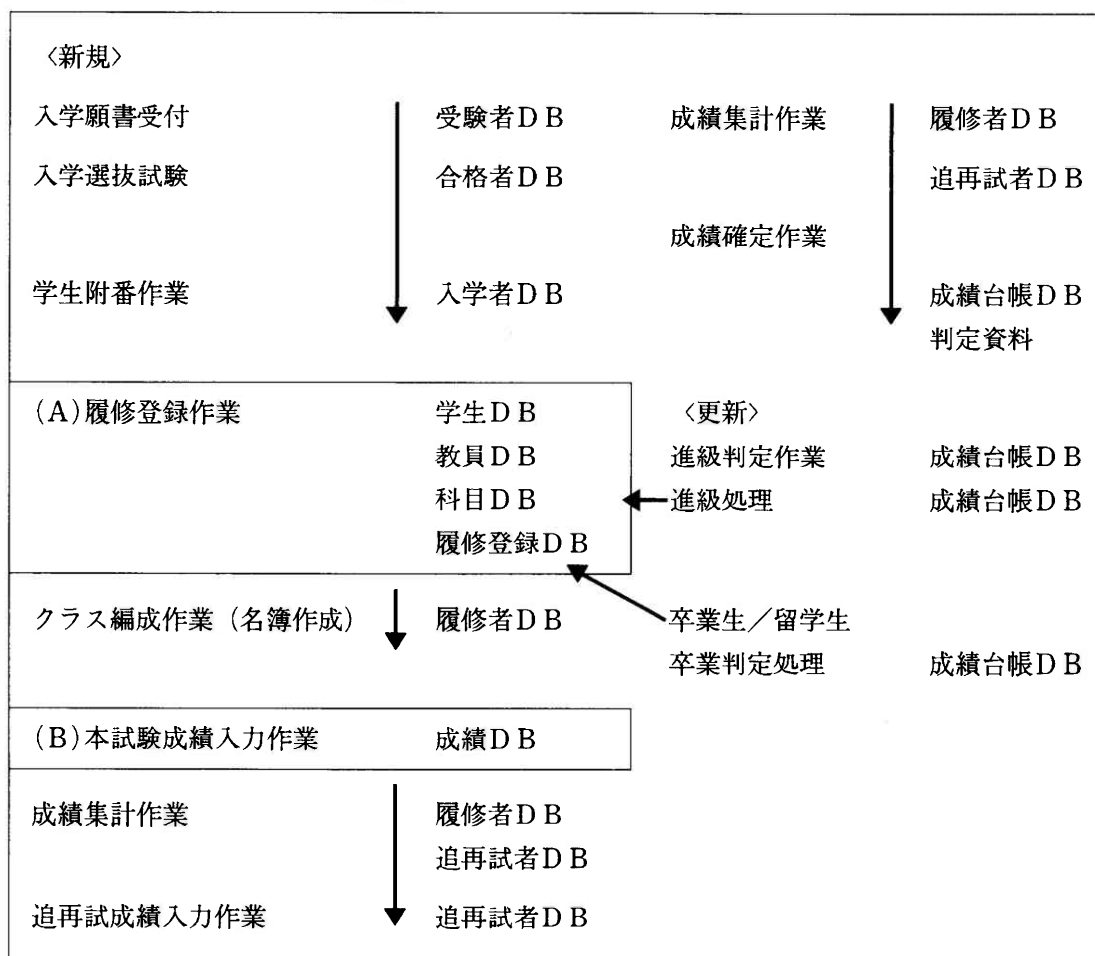 〈新規〉
入学願書受付 受験者DB
入学選抜試験 合格者DB
学生附番作業 入学者DB
(A)履修登録作業 学生DB
教員DB
科目DB
履修登録DB
クラス編成作業（名簿作成） 履修者DB
(B)本試験成績入力作業 成績DB
成績集計作業 履修者DB
追再試者DB
追再試成績入力作業 追再試者DB
成績集計作業 履修者DB
追再試者DB
成績確定作業
成績台帳DB
判定資料
〈更新〉
進級判定作業 成績台帳DB
進級処理 成績台帳DB
卒業生／留学生
卒業判定処理 成績台帳DB